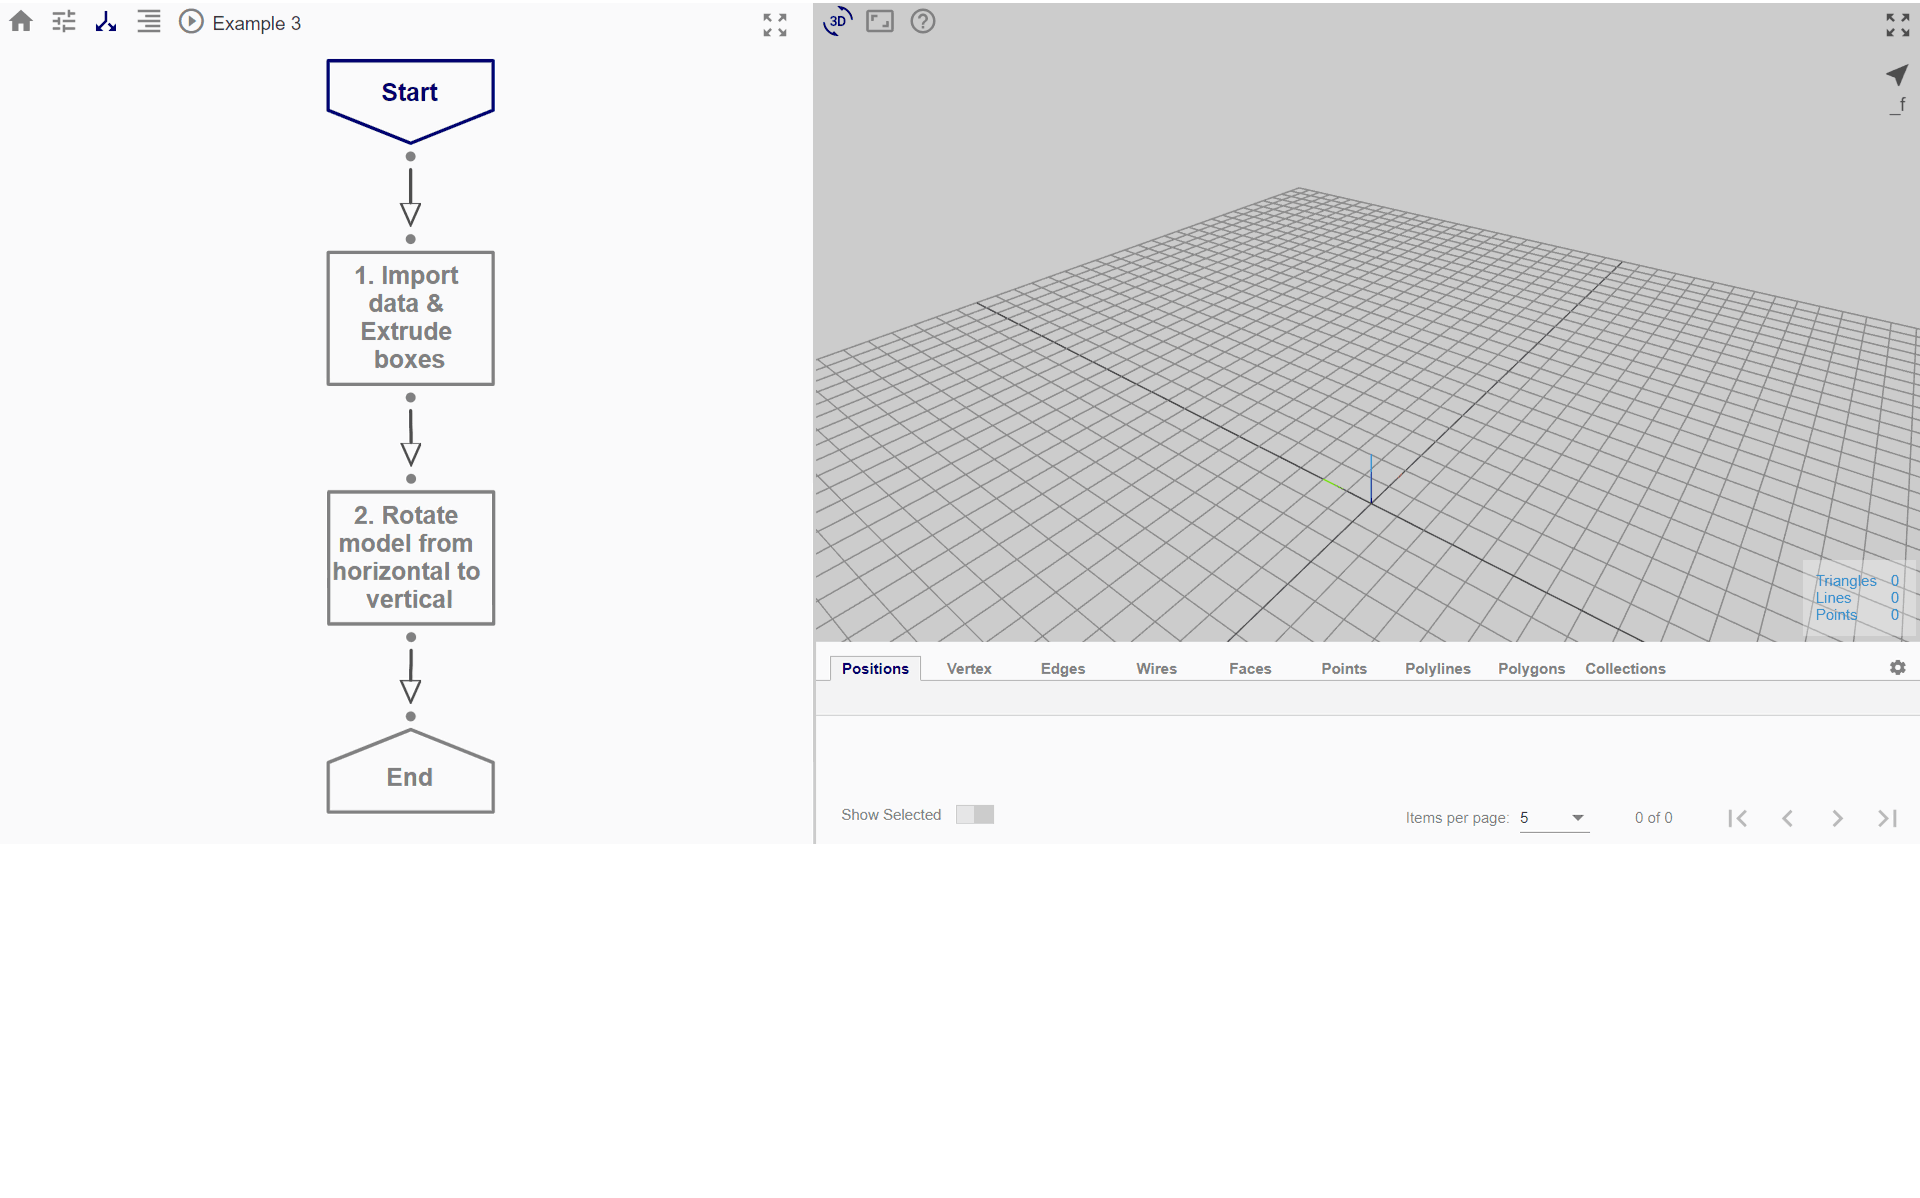 Example 3
Start
1. Import
data &
Extrude
boxes
2. Rotate
model from
horizontal to
vertical
End
3D
_f
Triangles 0
Lines 0
Points 0
Positions Vertex Edges Wires Faces Points Polylines Polygons Collections
Show Selected
Items per page: 5 0 of 0